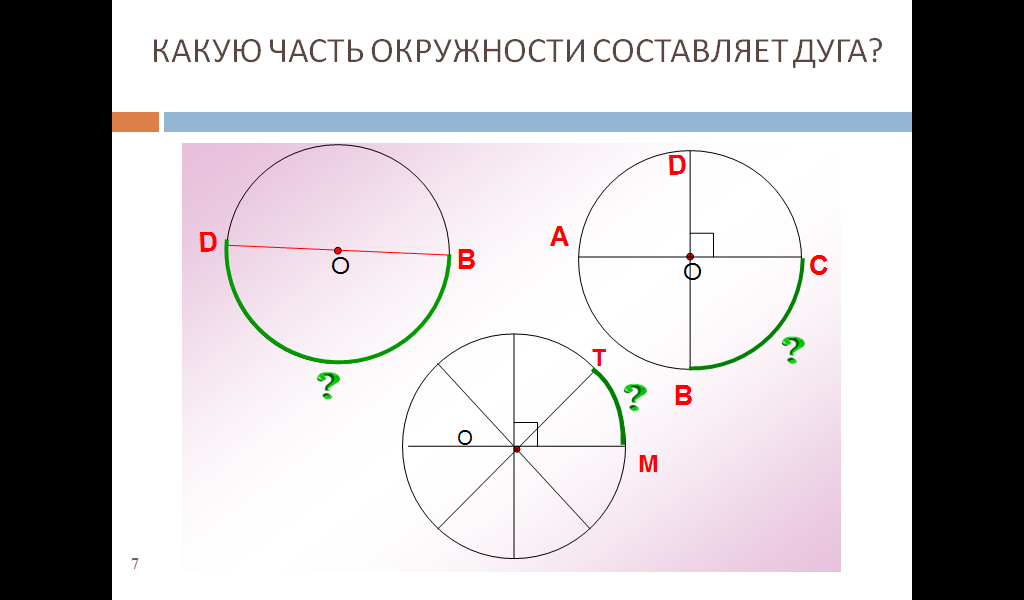 КАКУЮ ЧАСТЬ ОКРУЖНОСТИ СОСТАВЛЯЕТ ДУГА?
D
О
В
?
D
А
О
С
?
В
Т
?
О
М
7